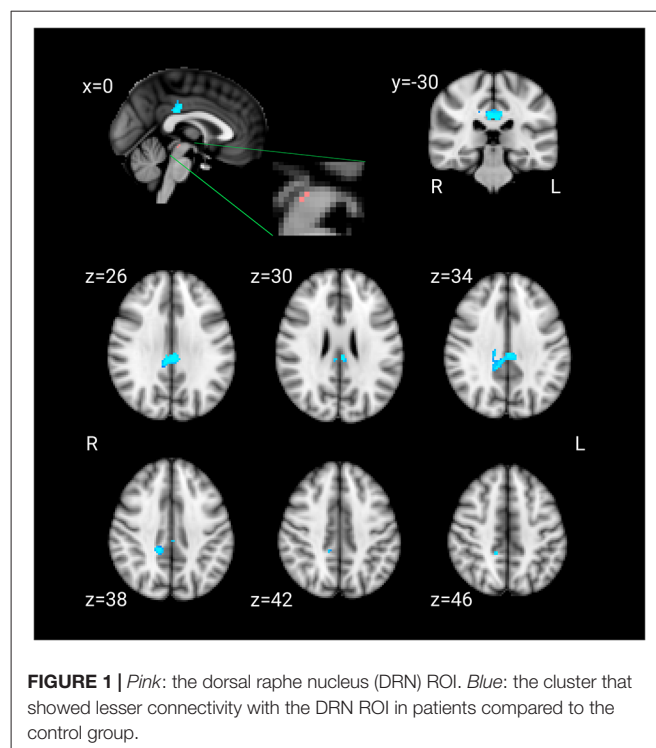 x=0
y=-30
R L
z=26
z=30
z=34
R L
z=38
z=42
z=46
FIGURE 1 | Pink: the dorsal raphe nucleus (DRN) ROI. Blue: the cluster that
showed lesser connectivity with the DRN ROI in patients compared to the
control group.